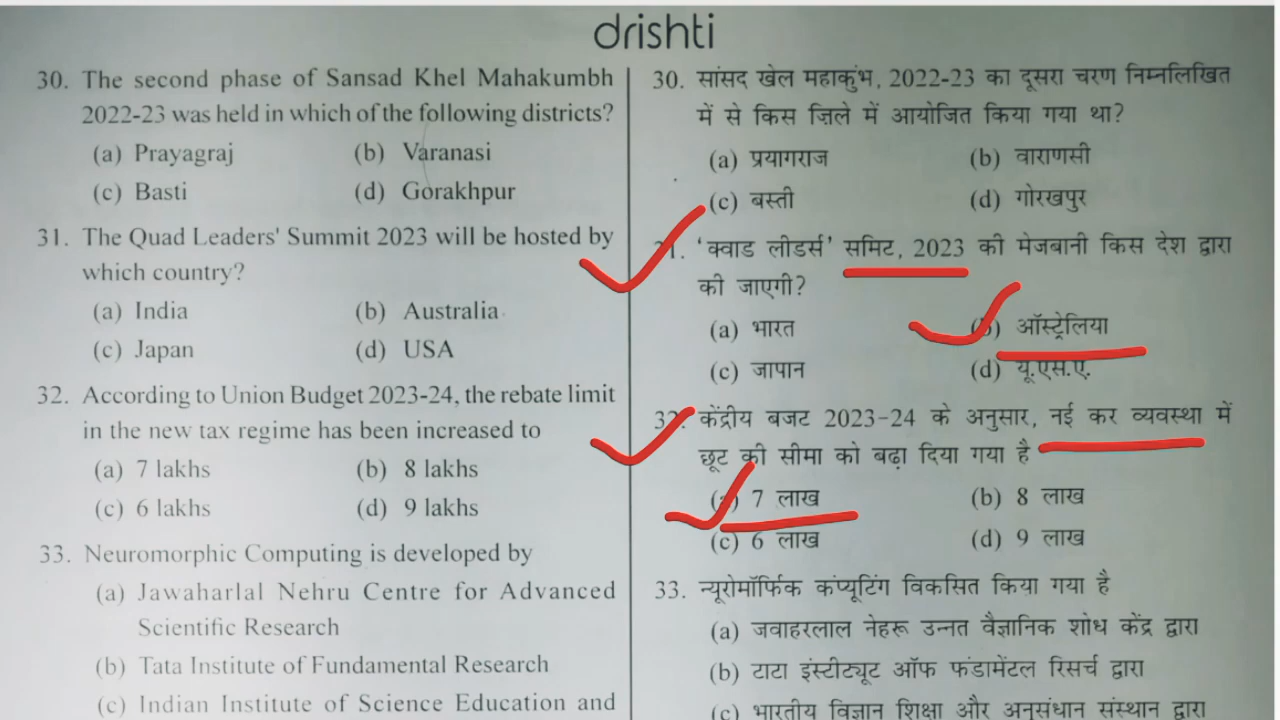 drishti
30. The second phase of Sansad Khel Mahakumbh
2022-23 was held in which of the following districts?
(a) Prayagraj (b) Varanasi
(c) Basti (d) Gorakhpur
31. The Quad Leaders' Summit 2023 will be hosted by
which country?
(a) India (b) Australia
(c) Japan (d) USA
32. According to Union Budget 2023-24, the rebate limit
in the new tax regime has been increased to
(a) 7 lakhs (b) 8 lakhs
(c) 6 lakhs (d) 9 lakhs
33. Neuromorphic Computing is developed by
(a) Jawaharlal Nehru Centre for Advanced
Scientific Research
(b) Tata Institute of Fundamental Research
(c) Indian Institute of Science Education and
30. सांसद खेल महाकुंभ, 2022-23 का दूसरा चरण निम्नलिखित
में से किस ज़िले में आयोजित किया गया था?
(a) प्रयागराज (b) वाराणसी
(c) बस्ती (d) गोरखपुर
31. 'क्वाड लीडर्स' समिट, 2023 की मेजबानी किस देश द्वारा
की जाएगी?
(a) भारत (b) ऑस्ट्रेलिया
(c) जापान (d) यू.एस.ए.
32. केंद्रीय बजट 2023-24 के अनुसार, नई कर व्यवस्था में
छूट की सीमा को बढ़ा दिया गया है
(a) 7 लाख (b) 8 लाख
(c) 6 लाख (d) 9 लाख
33. न्यूरोमॉर्फिक कंप्यूटिंग विकसित किया गया है
(a) जवाहरलाल नेहरू उन्नत वैज्ञानिक शोध केंद्र द्वारा
(b) टाटा इंस्टीट्यूट ऑफ फंडामेंटल रिसर्च द्वारा
(c) भारतीय विज्ञान शिक्षा और अनुसंधान संस्थान द्वारा